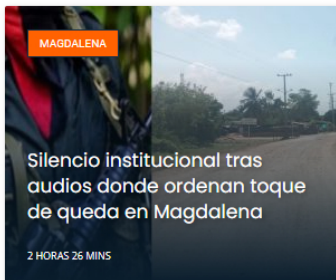 MAGDALENA
Silencio institucional tras
audios donde ordenan toque
de queda en Magdalena
2 HORAS 26 MINS